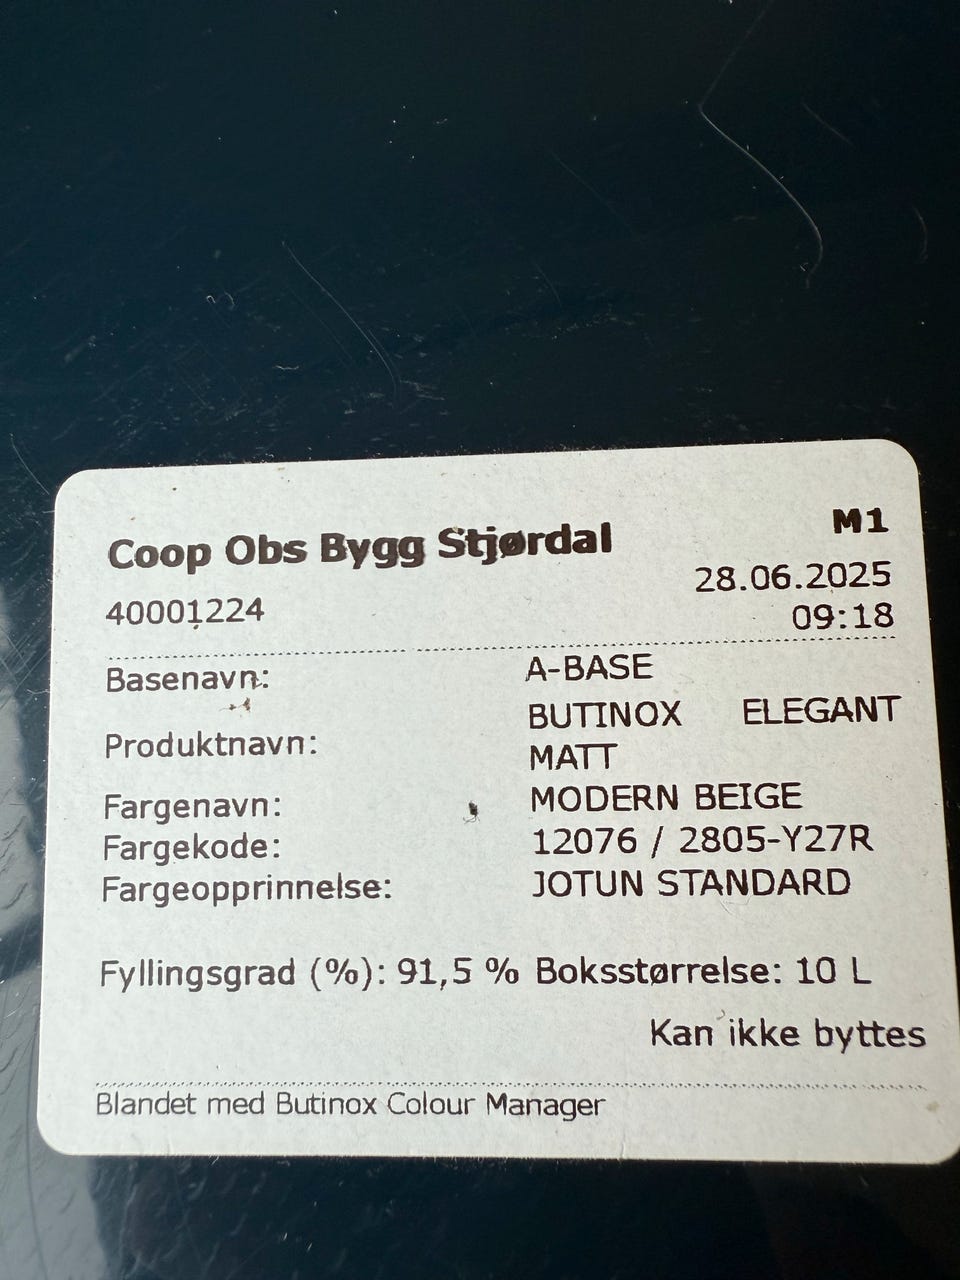 Coop Obs Bygg Stjørdal M1
40001224 28.06.2025
09:18
Basenavn: A-BASE
Produktnavn: BUTINOX ELEGANT
MATT
Fargenavn: MODERN BEIGE
Fargekode: 12076 / 2805-Y27R
Fargeopprinnelse: JOTUN STANDARD
Fyllingsgrad (%): 91,5 % Boksstørrelse: 10 L
Kan ikke byttes
Blandet med Butinox Colour Manager